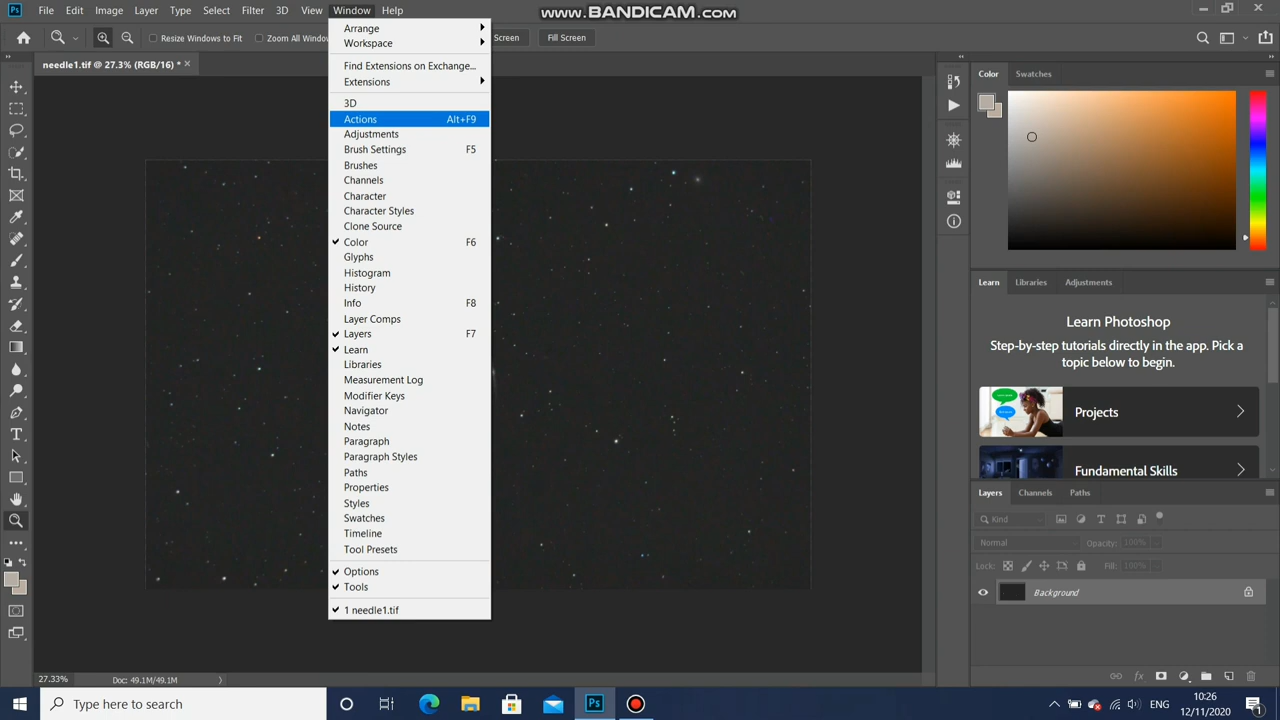 Ps File Edit Image Layer Type Select Filter 3D View Window Help
www.BANDICAM.com
Resize Windows to Fit Zoom All Windo Screen Fill Screen
needle1.tif @ 27.3% (RGB/16) * ×
Arrange
Workspace
Find Extensions on Exchange...
Extensions
3D
Actions Alt+F9
Adjustments
Brush Settings F5
Brushes
Channels
Character
Character Styles
Clone Source
Color F6
Glyphs
Histogram
History
Info F8
Layer Comps
Layers F7
Learn
Libraries
Measurement Log
Modifier Keys
Navigator
Notes
Paragraph
Paragraph Styles
Paths
Properties
Styles
Swatches
Timeline
Tool Presets
Options
Tools
1 needle1.tif
Color Swatches
Learn Libraries Adjustments
Learn Photoshop
Step-by-step tutorials directly in the app. Pick a
topic below to begin.
Projects
Fundamental Skills
Layers Channels Paths
Kind
Normal Opacity: 100%
Lock: Fill: 100%
Background
27.33% Doc: 49.1M/49.1M
Type here to search
Ps
ENG
10:26
12/11/2020
1